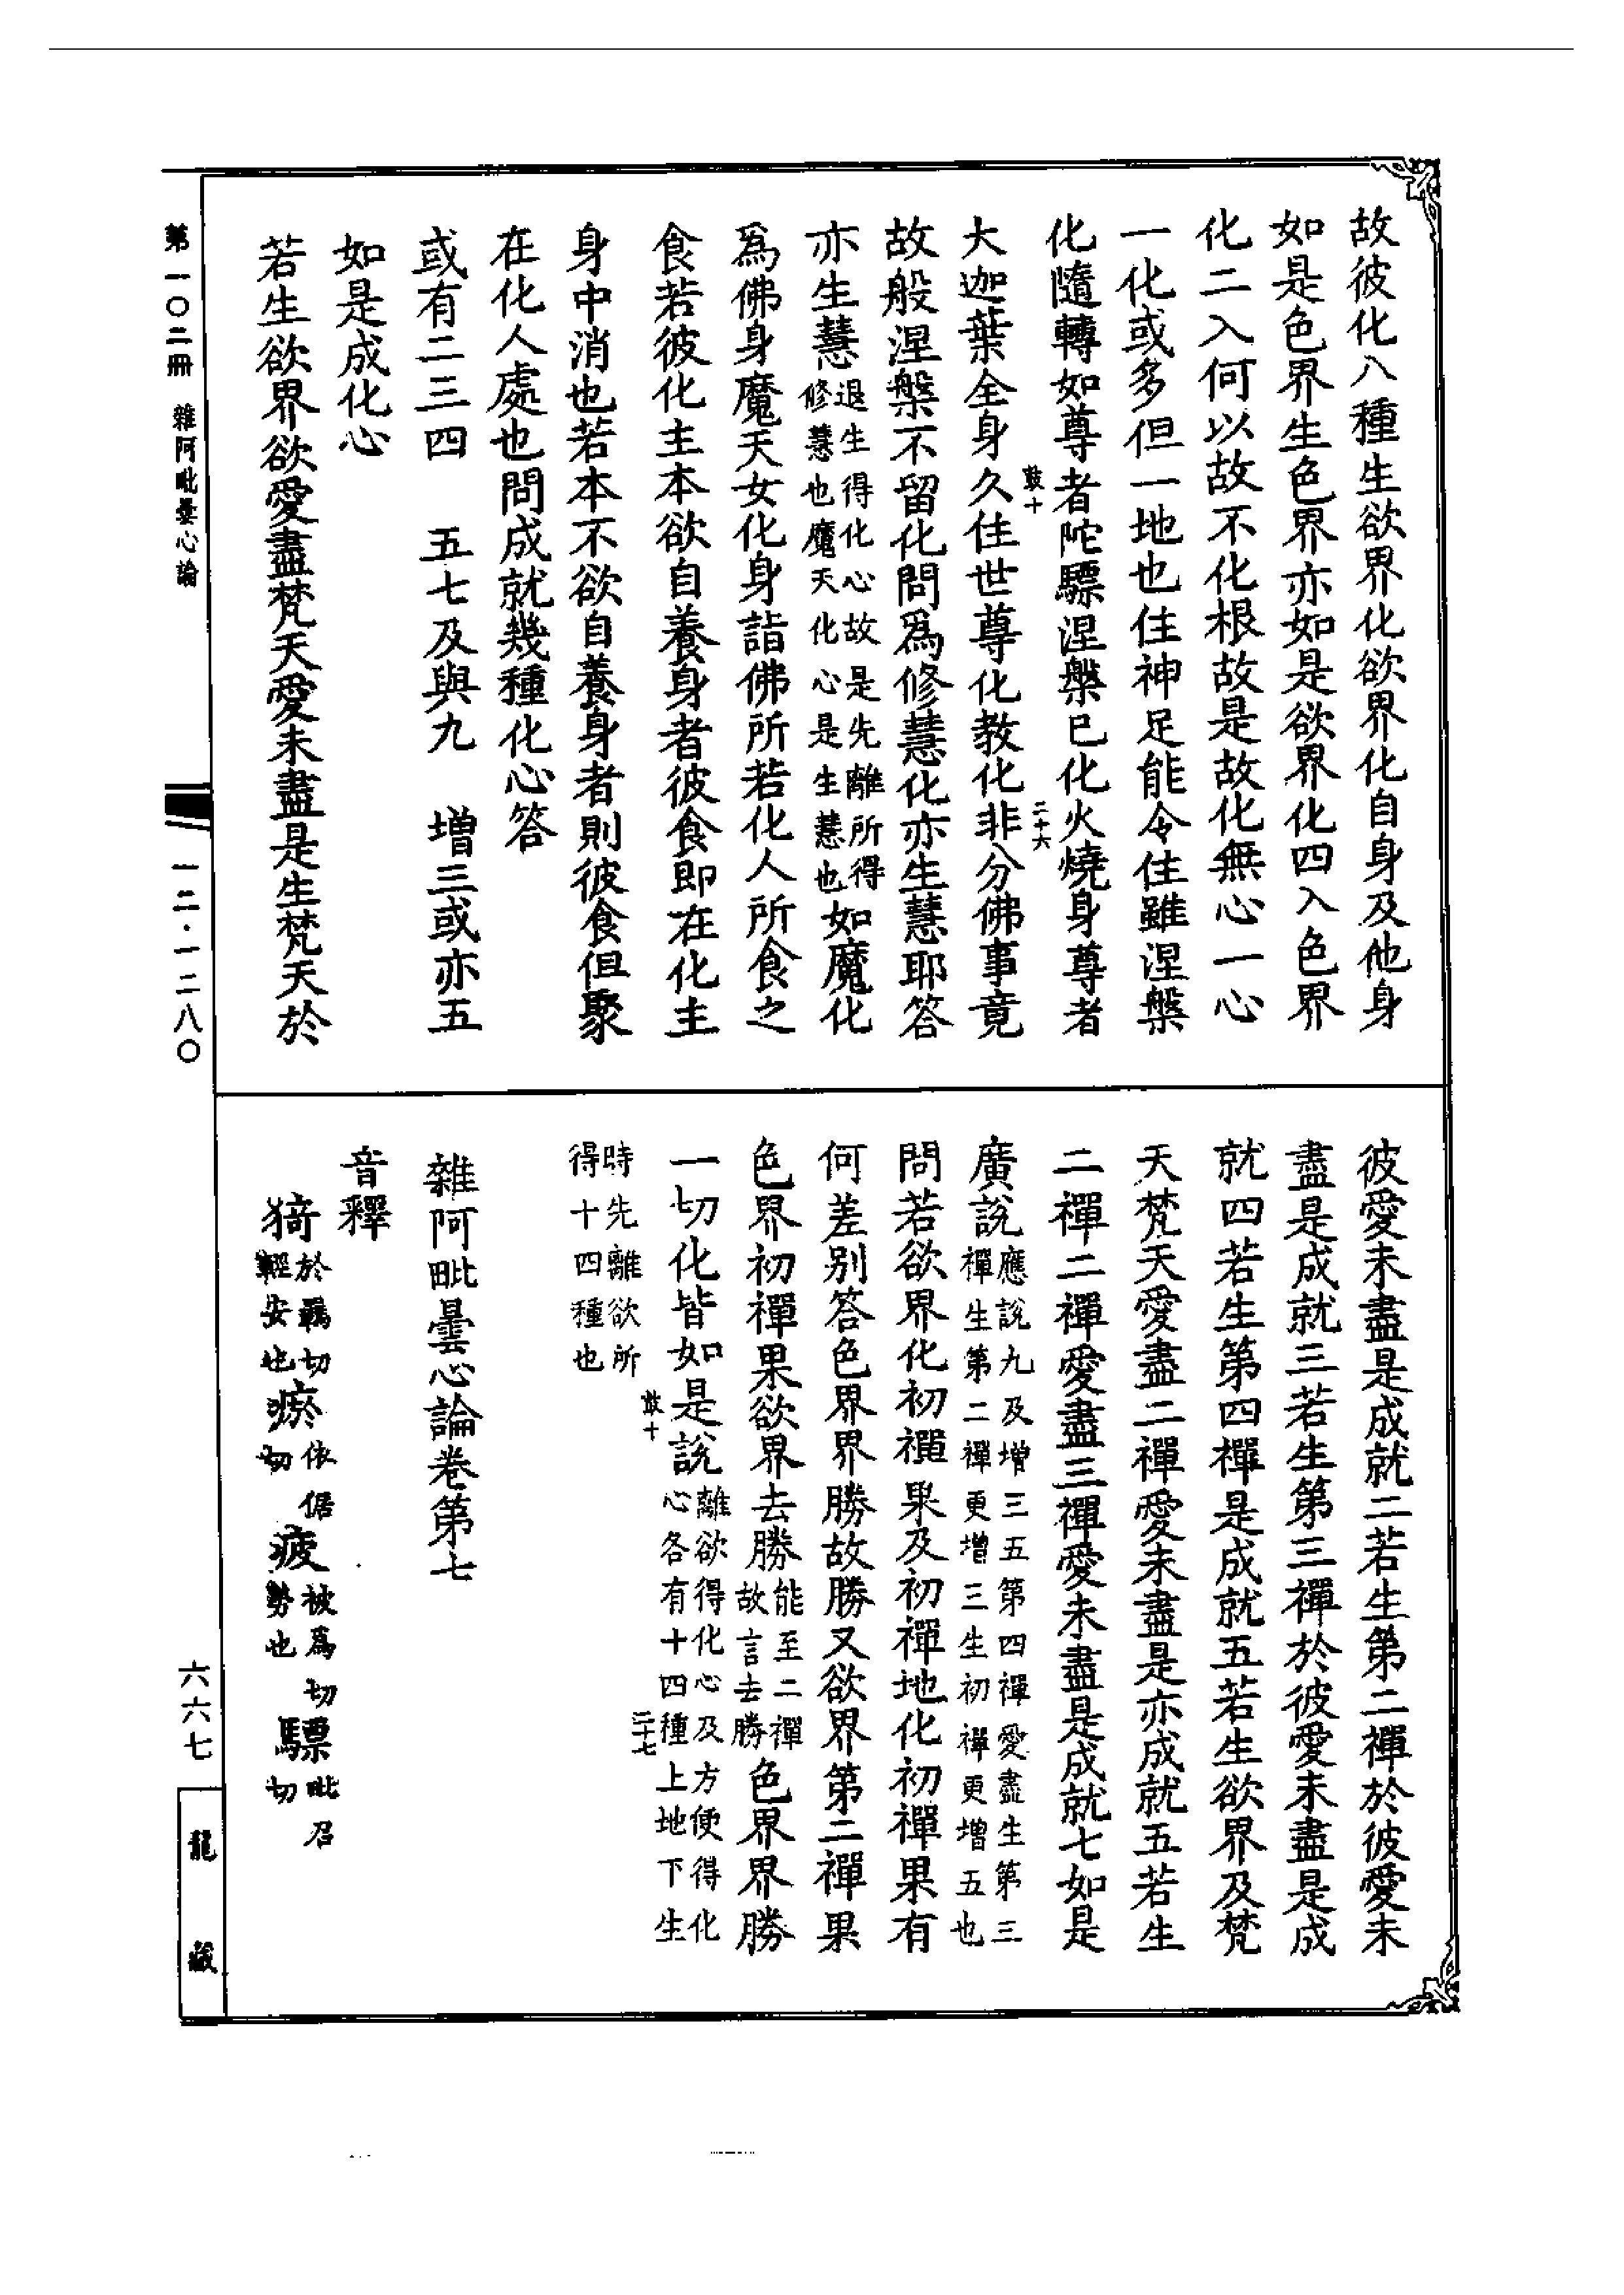 故彼化八種生欲界化欲界化自身及他身
如是色界生色界亦如是欲界化四入色界
化二入何以故不化根故是故化無心一心
一化或多但一地也住神足能令住雖涅槃
化隨轉如尊者陀驃涅槃已化火燒身尊者
大迦葉全身久住世尊化教化非分佛事竟
故般涅槃不留化問爲修慧化亦生慧耶答
亦生慧退生得化心故是先離所得修慧也魔天化心是生慧也如魔化
爲佛身魔天女化身詣佛所若化人所食之
食若彼化主本欲自養身者彼食即在化主
身中消也若本不欲自養身者則彼食但聚
在化人處也問成就幾種化心答
或有二三四　五七及與九　增三或亦五
如是成化心
若生欲界欲愛盡梵天愛未盡是生梵天於
彼愛未盡是成就二若生第二禪於彼愛未
盡是成就三若生第三禪於彼愛未盡是成
就四若生第四禪是成就五若生欲界及梵
天梵天愛盡二禪愛未盡是亦成就五若生
二禪二禪愛盡三禪愛未盡是成就七如是
廣說應說九及增三五第四禪愛盡生第三禪生第二禪更增三生初禪更增五也
問若欲界化初禪果及初禪地化初禪果有
何差別答色界界勝故勝又欲界第二禪果
色界初禪果欲界去勝能至二禪故言去勝色界界勝
一切化皆如是說離欲得化心及方便得化心各有十四種上地下生
時先離欲所得十四種也
雜阿毗曇心論卷第七
音釋
猗於羈切輕安也瘀依倨切疲被爲切勞也驃毗召切
鼓十
二十六
鼓十
二十七
第一〇二冊　雜阿毗曇心論
一二·一二八〇
六六七
龍藏